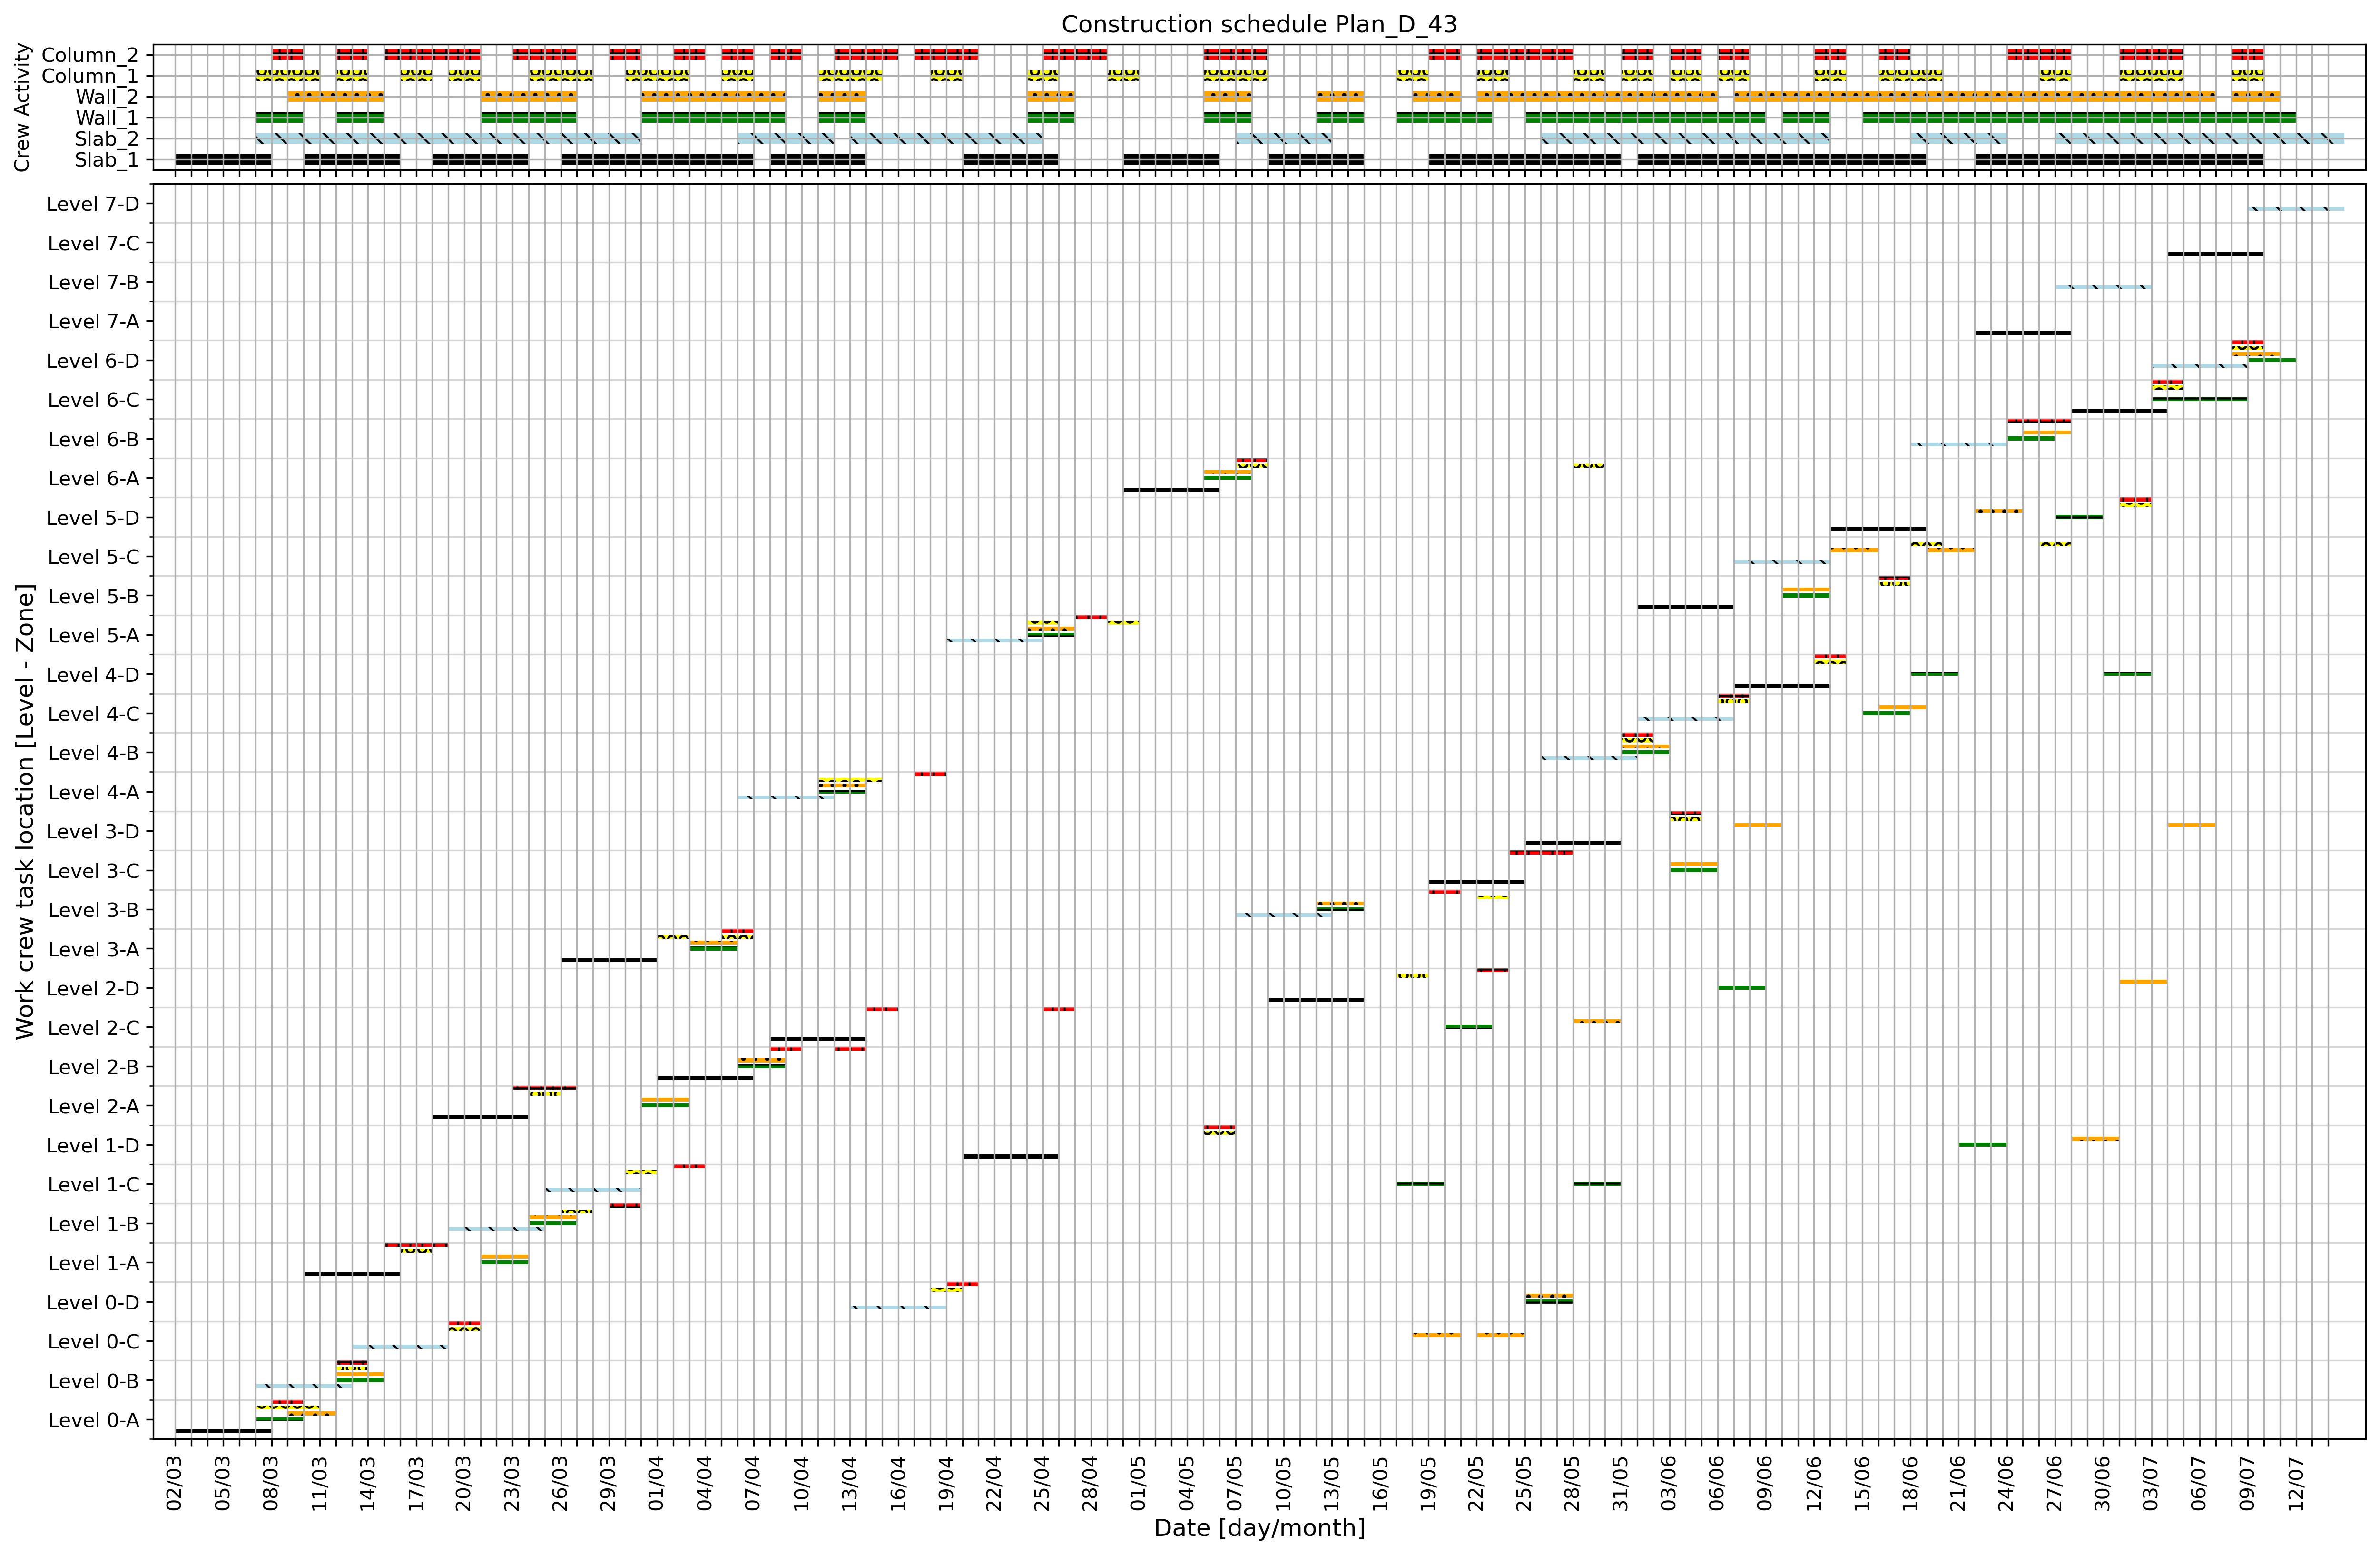 Construction schedule Plan_D_43
Crew Activity
Column_2
Column_1
Wall_2
Wall_1
Slab_2
Slab_1
Work crew task location [Level - Zone]
Level 7-D
Level 7-C
Level 7-B
Level 7-A
Level 6-D
Level 6-C
Level 6-B
Level 6-A
Level 5-D
Level 5-C
Level 5-B
Level 5-A
Level 4-D
Level 4-C
Level 4-B
Level 4-A
Level 3-D
Level 3-C
Level 3-B
Level 3-A
Level 2-D
Level 2-C
Level 2-B
Level 2-A
Level 1-D
Level 1-C
Level 1-B
Level 1-A
Level 0-D
Level 0-C
Level 0-B
Level 0-A
02/03 05/03 08/03 11/03 14/03 17/03 20/03 23/03 26/03 29/03 01/04 04/04 07/04 10/04 13/04 16/04 19/04 22/04 25/04 28/04 01/05 04/05 07/05 10/05 13/05 16/05 19/05 22/05 25/05 28/05 31/05 03/06 06/06 09/06 12/06 15/06 18/06 21/06 24/06 27/06 30/06 03/07 06/07 09/07 12/07
Date [day/month]